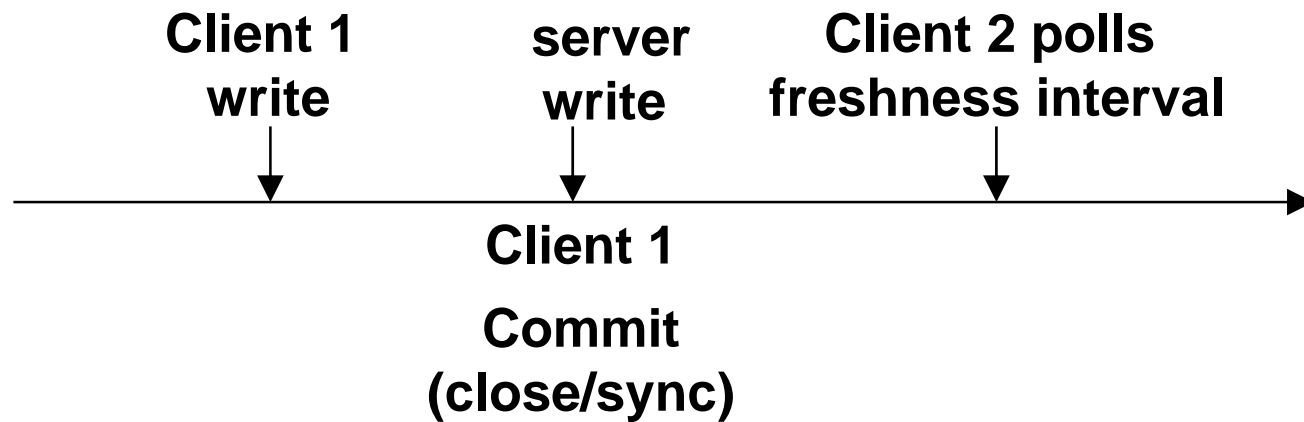 Client 1
write
server
write
Client 2 polls
freshness interval
Client 1
Commit
(close/sync)